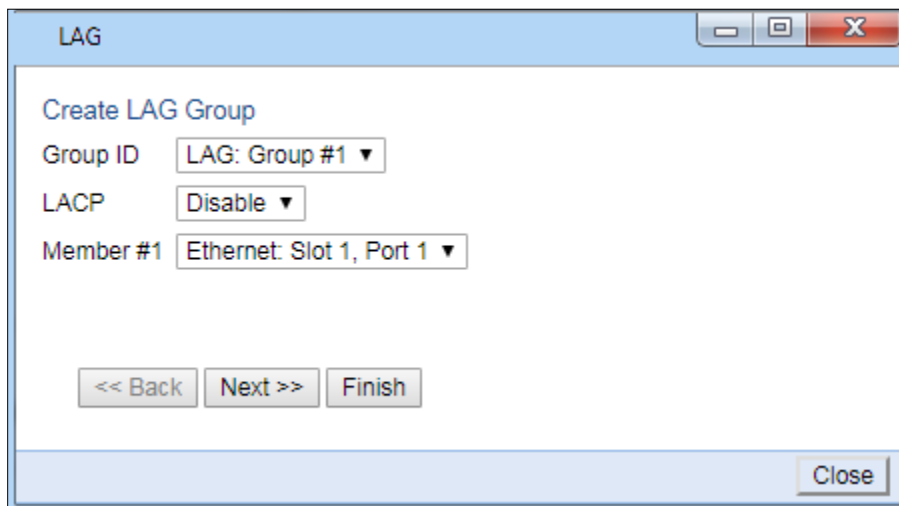 LAG
Create LAG Group
Group ID LAG: Group #1
LACP Disable
Member #1 Ethernet: Slot 1, Port 1
<< Back Next >> Finish
Close